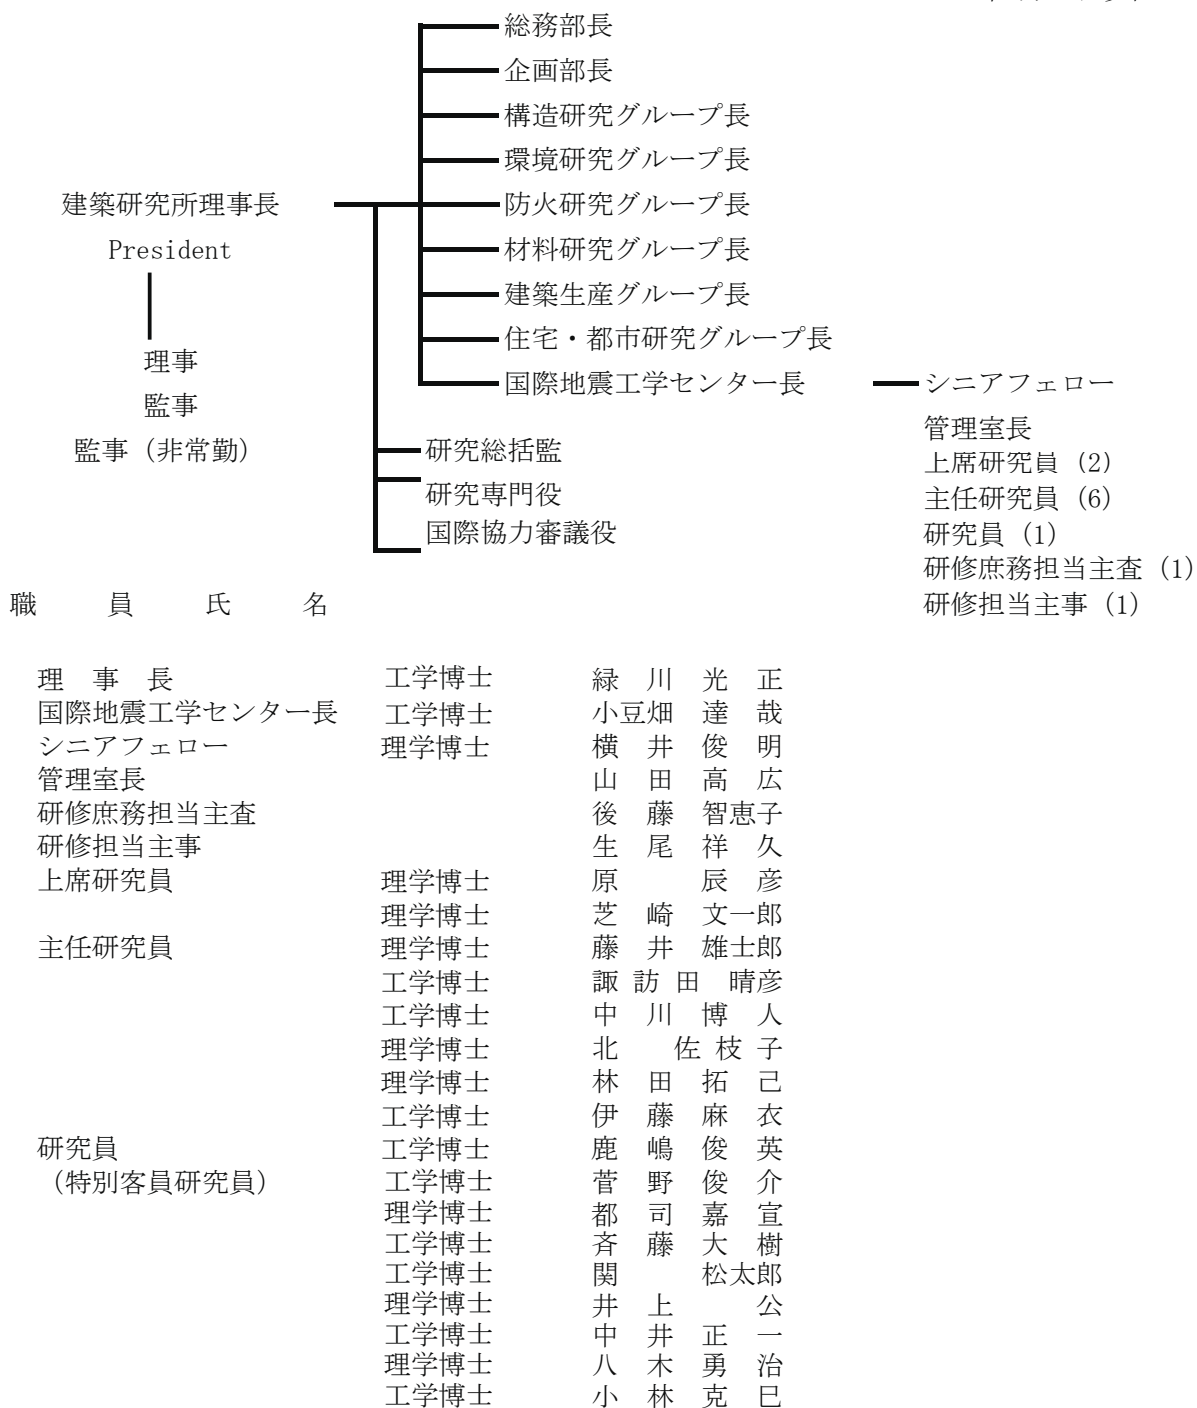 総務部長
企画部長
構造研究グループ長
環境研究グループ長
建築研究所理事長 防火研究グループ長
President 材料研究グループ長
建築生産グループ長
住宅・都市研究グループ長
理事
国際地震工学センター長 シニアフェロー
監事
管理室長
監事（非常勤） 研究総括監
上席研究員（2）
研究専門役 主任研究員（6）
国際協力審議役 研究員（1）
研修庶務担当主査（1）
職 員 氏 名 研修担当主事（1）
理 事 長 工学博士 緑 川 光 正
国際地震工学センター長 工学博士 小豆畑 達 哉
シニアフェロー 理学博士 横 井 俊 明
管理室長 山 田 高 広
研修庶務担当主査 後 藤 智恵子
研修担当主事 生 尾 祥 久
上席研究員 理学博士 原 辰 彦
理学博士 芝 崎 文一郎
主任研究員 理学博士 藤 井 雄士郎
工学博士 諏 訪 田 晴彦
工学博士 中 川 博 人
理学博士 北 佐 枝 子
理学博士 林 田 拓 己
工学博士 伊 藤 麻 衣
研究員 工学博士 鹿 嶋 俊 英
（特別客員研究員） 工学博士 菅 野 俊 介
理学博士 都 司 嘉 宣
工学博士 斉 藤 大 樹
工学博士 関 松太郎
理学博士 井 上 公
工学博士 中 井 正 一
理学博士 八 木 勇 治
工学博士 小 林 克 巳